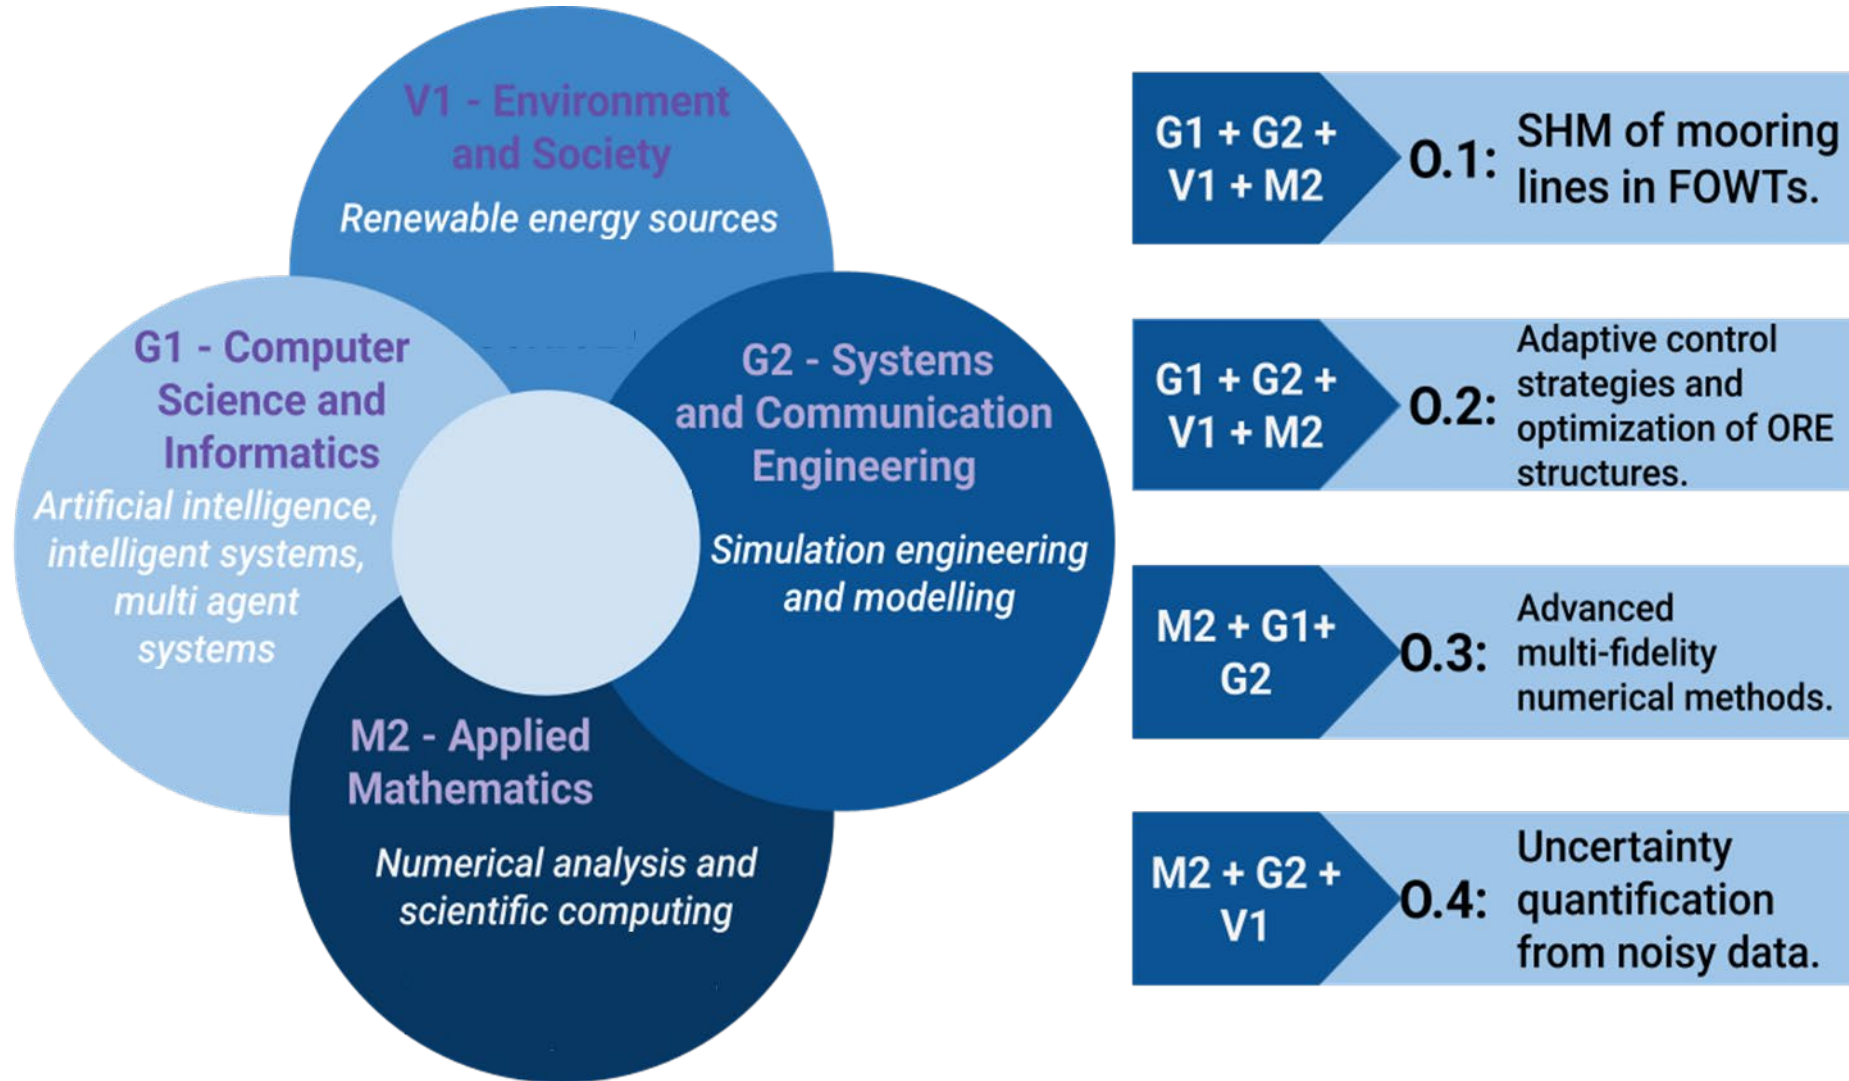 V1 - Environment
and Society
Renewable energy sources
G1 - Computer
Science and
Informatics
Artificial intelligence,
intelligent systems,
multi agent
systems
G2 - Systems
and Communication
Engineering
Simulation engineering
and modelling
M2 - Applied
Mathematics
Numerical analysis and
scientific computing
G1 + G2 +
V1 + M2
O.1:
SHM of mooring
lines in FOWTs.
G1 + G2 +
V1 + M2
O.2:
Adaptive control
strategies and
optimization of ORE
structures.
M2 + G1+
G2
O.3:
Advanced
multi-fidelity
numerical methods.
M2 + G2 +
V1
O.4:
Uncertainty
quantification
from noisy data.